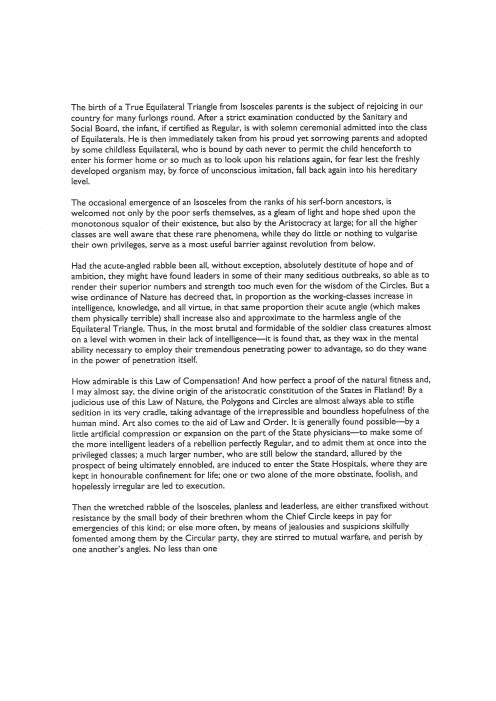 The birth of a True Equilateral Triangle from Isosceles parents is the subject of rejoicing in our
country for many furlongs round. After a strict examination conducted by the Sanitary and
Social Board, the infant, if certified as Regular, is with solemn ceremonial admitted into the class
of Equilaterals. He is then immediately taken from his proud yet sorrowing parents and adopted
by some childless Equilateral, who is bound by oath never to permit the child henceforth to
enter his former home or so much as to look upon his relations again, for fear lest the freshly
developed organism may, by force of unconscious imitation, fall back again into his hereditary
level.
The occasional emergence of an Isosceles from the ranks of his serf-born ancestors, is
welcomed not only by the poor serfs themselves, as a gleam of light and hope shed upon the
monotonous squalor of their existence, but also by the Aristocracy at large; for all the higher
classes are well aware that these rare phenomena, while they do little or nothing to vulgarise
their own privileges, serve as a most useful barrier against revolution from below.
Had the acute-angled rabble been all, without exception, absolutely destitute of hope and of
ambition, they might have found leaders in some of their many seditious outbreaks, so able as to
render their superior numbers and strength too much even for the wisdom of the Circles. But a
wise ordinance of Nature has decreed that, in proportion as the working-classes increase in
intelligence, knowledge, and all virtue, in that same proportion their acute angle (which makes
them physically terrible) shall increase also and approximate to the harmless angle of the
Equilateral Triangle. Thus, in the most brutal and formidable of the soldier class creatures almost
on a level with women in their lack of intelligence—it is found that, as they wax in the mental
ability necessary to employ their tremendous penetrating power to advantage, so do they wane
in the power of penetration itself.
How admirable is this Law of Compensation! And how perfect a proof of the natural fitness and,
I may almost say, the divine origin of the aristocratic constitution of the States in Flatland! By a
judicious use of this Law of Nature, the Polygons and Circles are almost always able to stifle
sedition in its very cradle, taking advantage of the irrepressible and boundless hopefulness of the
human mind. Art also comes to the aid of Law and Order. It is generally found possible—by a
little artificial compression or expansion on the part of the State physicians—to make some of
the more intelligent leaders of a rebellion perfectly Regular, and to admit them at once into the
privileged classes; a much larger number, who are still below the standard, allured by the
prospect of being ultimately ennobled, are induced to enter the State Hospitals, where they are
kept in honourable confinement for life; one or two alone of the more obstinate, foolish, and
hopelessly irregular are led to execution.
Then the wretched rabble of the Isosceles, planless and leaderless, are either transfixed without
resistance by the small body of their brethren whom the Chief Circle keeps in pay for
emergencies of this kind; or else more often, by means of jealousies and suspicions skilfully
fomented among them by the Circular party, they are stirred to mutual warfare, and perish by
one another's angles. No less than one